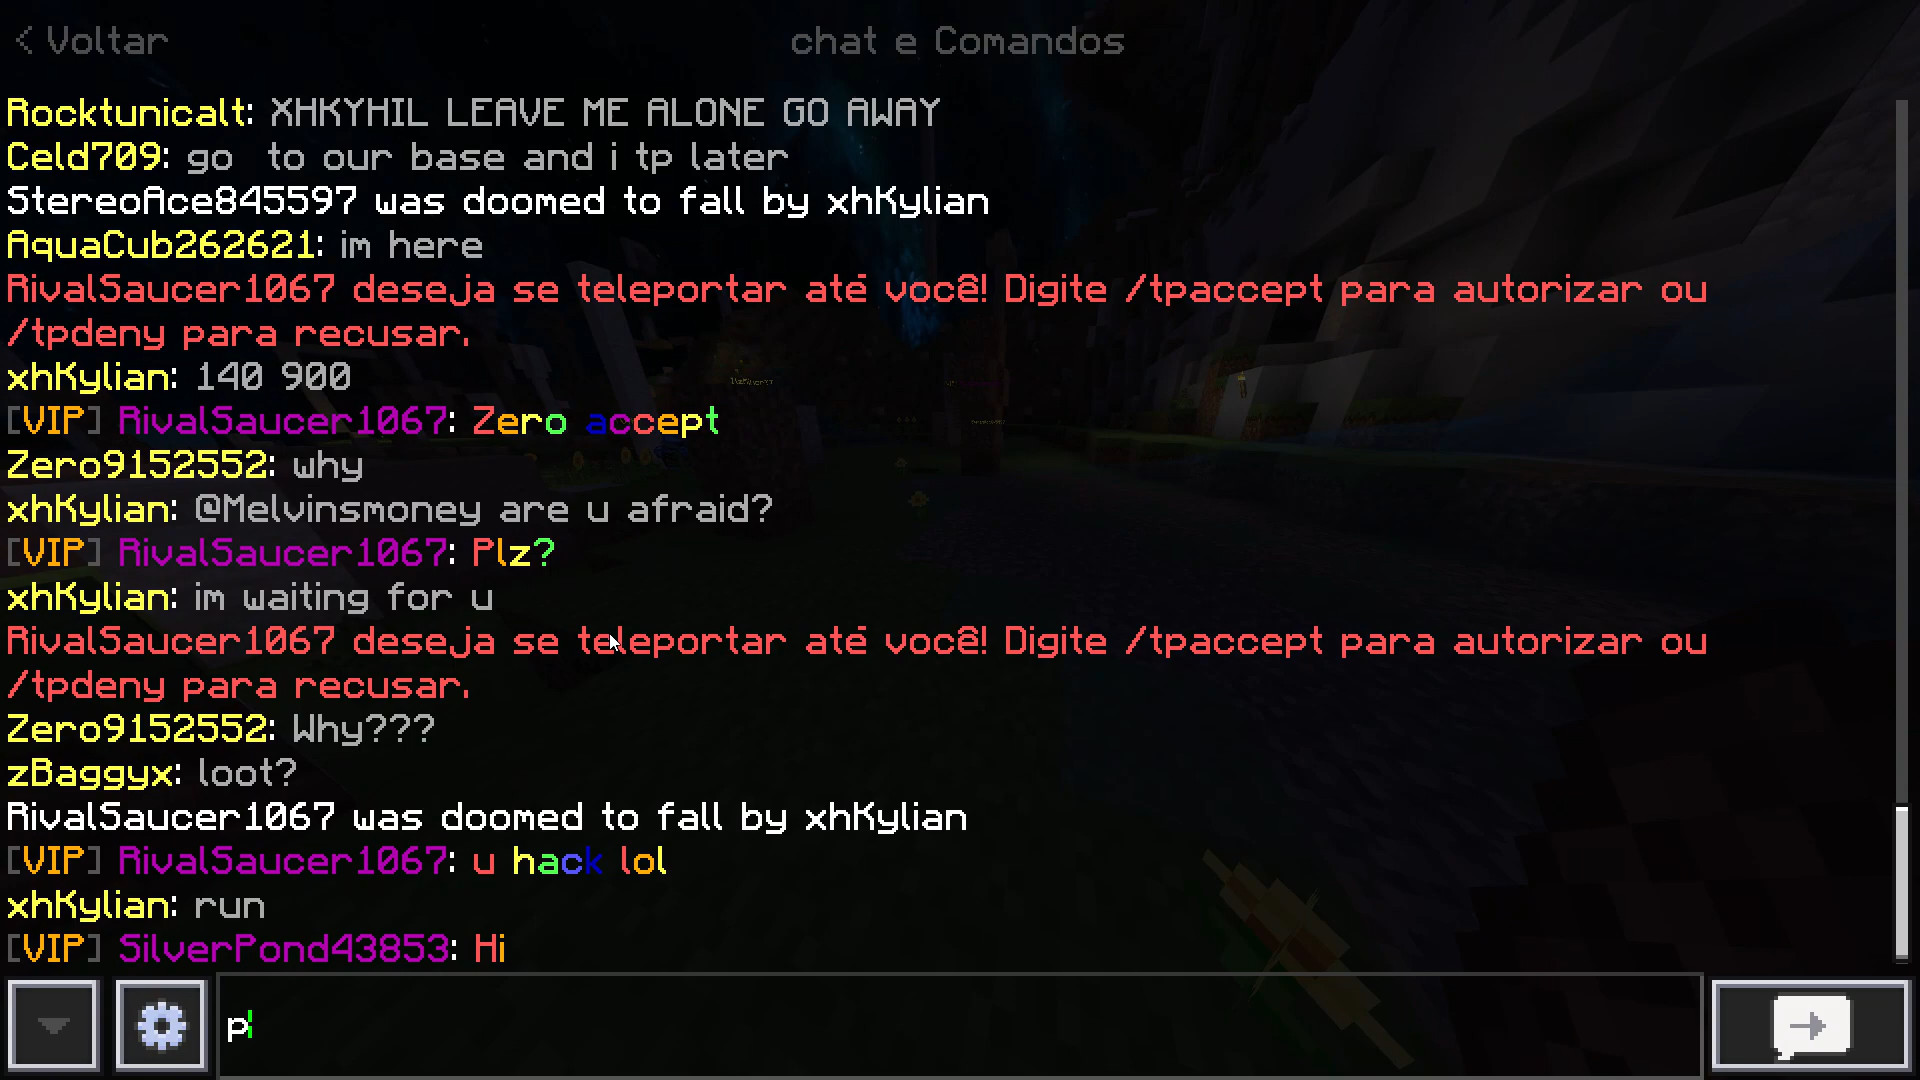 < Voltar
chat e Comandos
Rocktunicalt: XHKYHIL LEAVE ME ALONE GO AWAY
Celd709: go  to our base and i tp later
StereoAce845597 was doomed to fall by xhKylian
AquaCub262621: im here
RivalSaucer1067 deseja se teleportar até você! Digite /tpaccept para autorizar ou
/tpdeny para recusar.
xhKylian: 140 900
[VIP] RivalSaucer1067: Zero accept
Zero9152552: why
xhKylian: @Melvinsmoney are u afraid?
[VIP] RivalSaucer1067: Plz?
xhKylian: im waiting for u
RivalSaucer1067 deseja se teleportar até você! Digite /tpaccept para autorizar ou
/tpdeny para recusar.
Zero9152552: Why???
zBaggyx: loot?
RivalSaucer1067 was doomed to fall by xhKylian
[VIP] RivalSaucer1067: u hack lol
xhKylian: run
[VIP] SilverPond43853: Hi
p